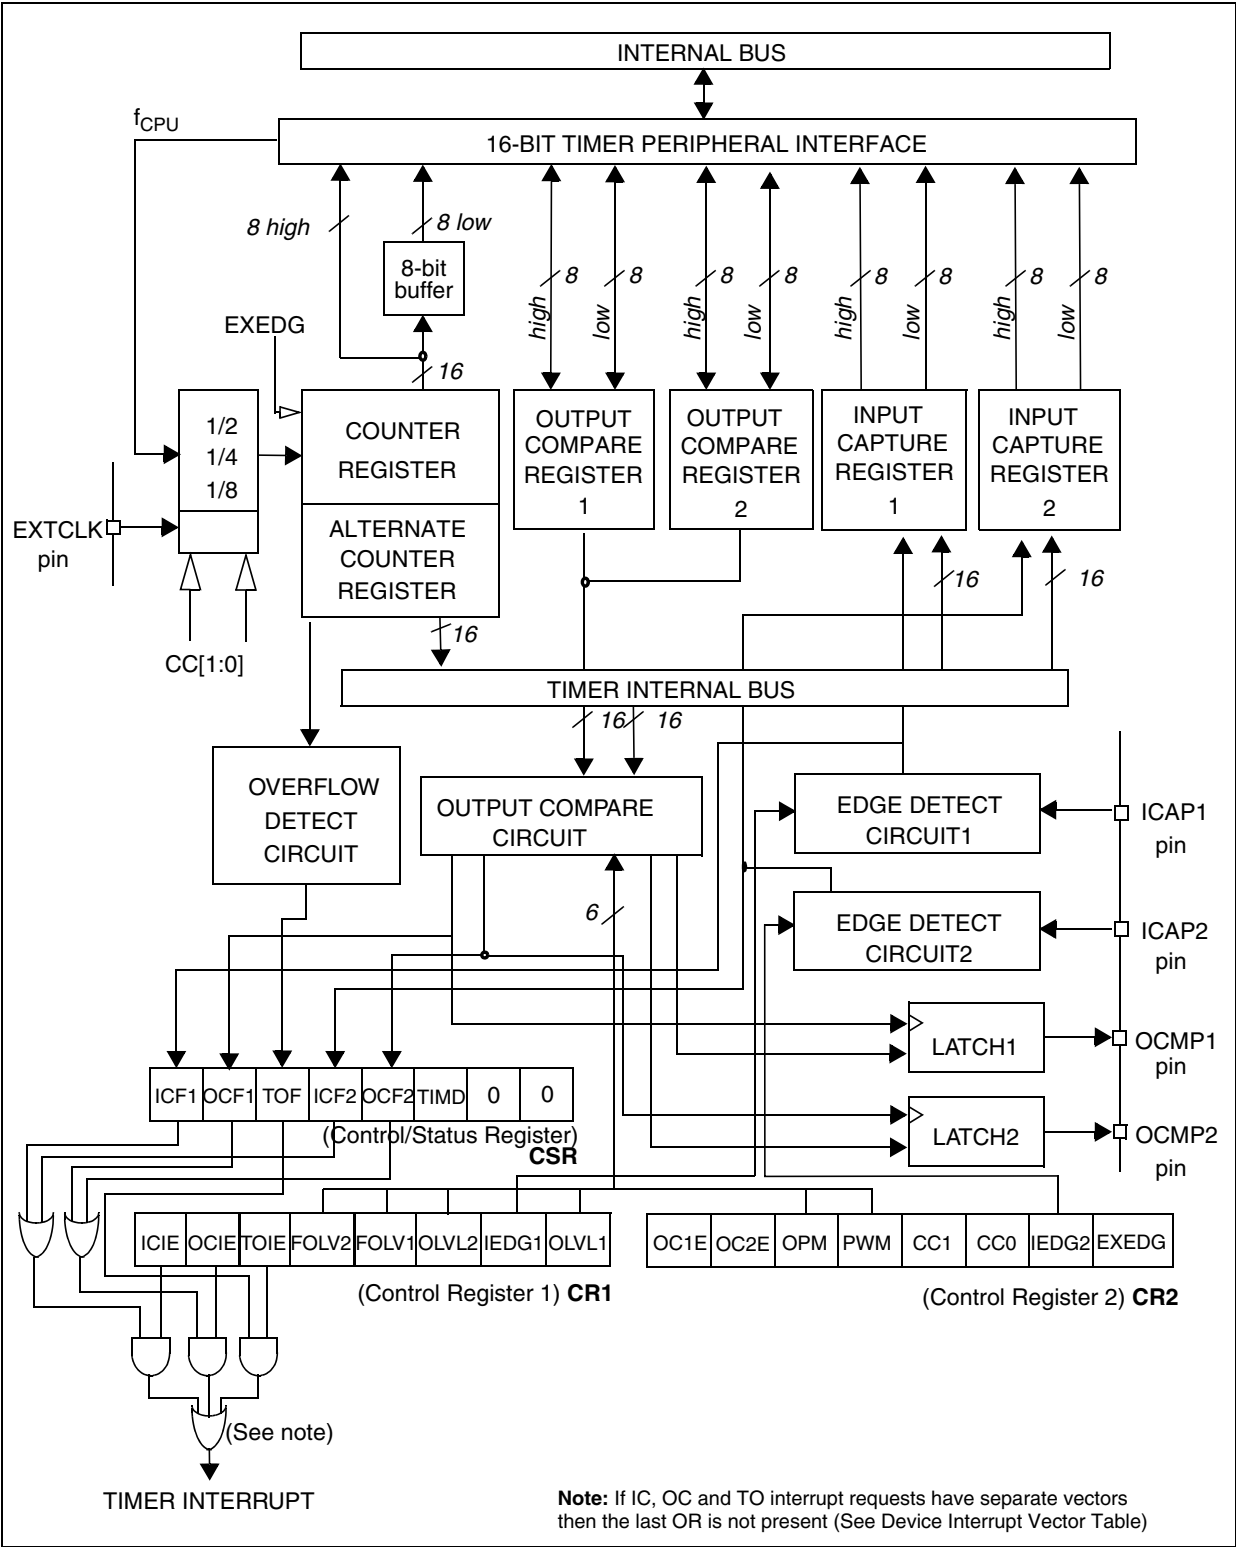 INTERNAL BUS
fCPU
16-BIT TIMER PERIPHERAL INTERFACE
8 high
8 low
8-bit
buffer
8
8
8
8
8
8
8
8
high
low
high
low
high
low
high
low
EXEDG
16
1/2
1/4
1/8
COUNTER
REGISTER
ALTERNATE
COUNTER
REGISTER
OUTPUT
COMPARE
REGISTER
1
OUTPUT
COMPARE
REGISTER
2
INPUT
CAPTURE
REGISTER
1
INPUT
CAPTURE
REGISTER
2
EXTCLK
pin
CC[1:0]
16
16
16
TIMER INTERNAL BUS
16
16
OVERFLOW
DETECT
CIRCUIT
OUTPUT COMPARE
CIRCUIT
EDGE DETECT
CIRCUIT1
ICAP1
pin
6
EDGE DETECT
CIRCUIT2
ICAP2
pin
LATCH1
OCMP1
pin
LATCH2
OCMP2
pin
ICF1 OCF1 TOF ICF2 OCF2 TIMD 0 0
(Control/Status Register)
CSR
ICIE OCIE TOIE FOLV2 FOLV1 OLVL2 IEDG1 OLVL1
(Control Register 1) CR1
OC1E OC2E OPM PWM CC1 CC0 IEDG2 EXEDG
(Control Register 2) CR2
(See note)
TIMER INTERRUPT
Note: If IC, OC and TO interrupt requests have separate vectors
then the last OR is not present (See Device Interrupt Vector Table)